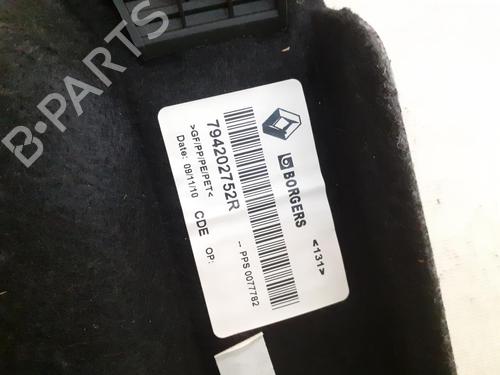 B-PARTS
BORGERS
<131>
794202752R
-- PPS 0077782
>GF/PP/PE/PET<
Date: 09/11/10 CDE OP: